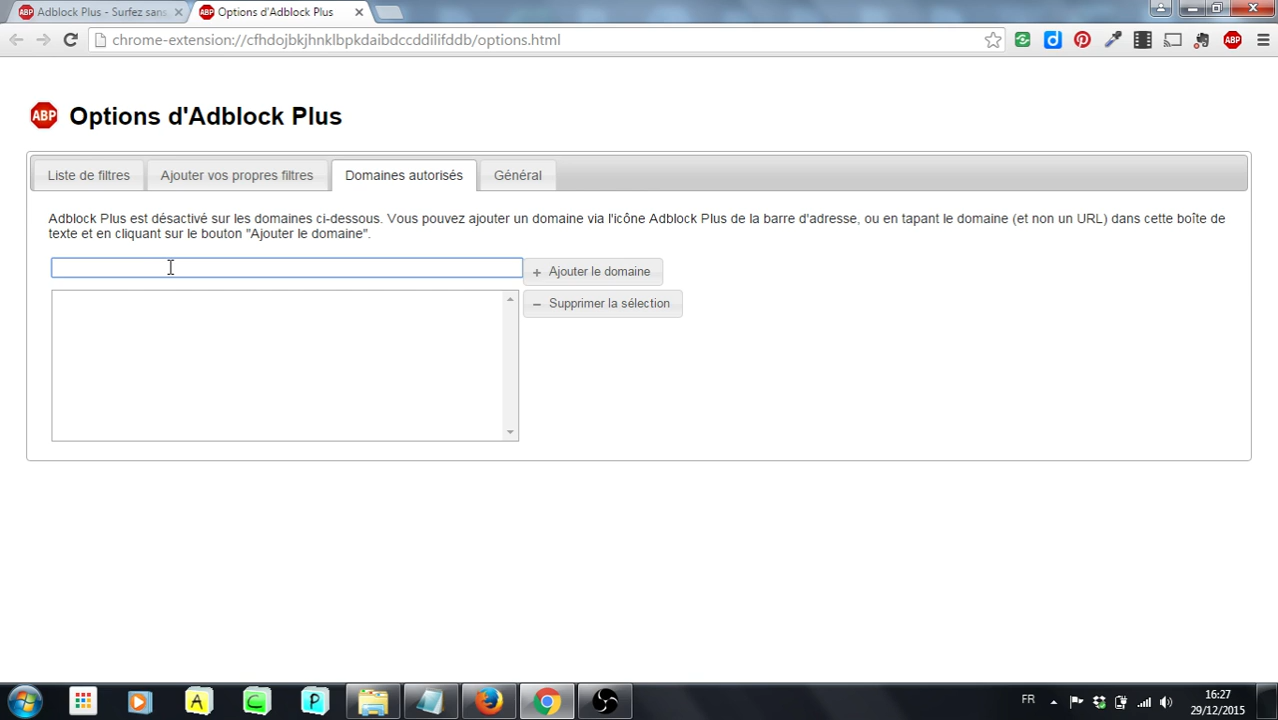 ABP Adblock Plus - Surfez sans
ABP Options d'Adblock Plus
chrome-extension://cfhdojbkjhnklbpkdaibdccddilifddb/options.html
ABP
ABP Options d'Adblock Plus
Liste de filtres
Ajouter vos propres filtres
Domaines autorisés
Général
Adblock Plus est désactivé sur les domaines ci-dessous. Vous pouvez ajouter un domaine via l'icône Adblock Plus de la barre d'adresse, ou en tapant le domaine (et non un URL) dans cette boîte de
texte et en cliquant sur le bouton "Ajouter le domaine".
+ Ajouter le domaine
− Supprimer la sélection
A
C
P
FR
16:27
29/12/2015